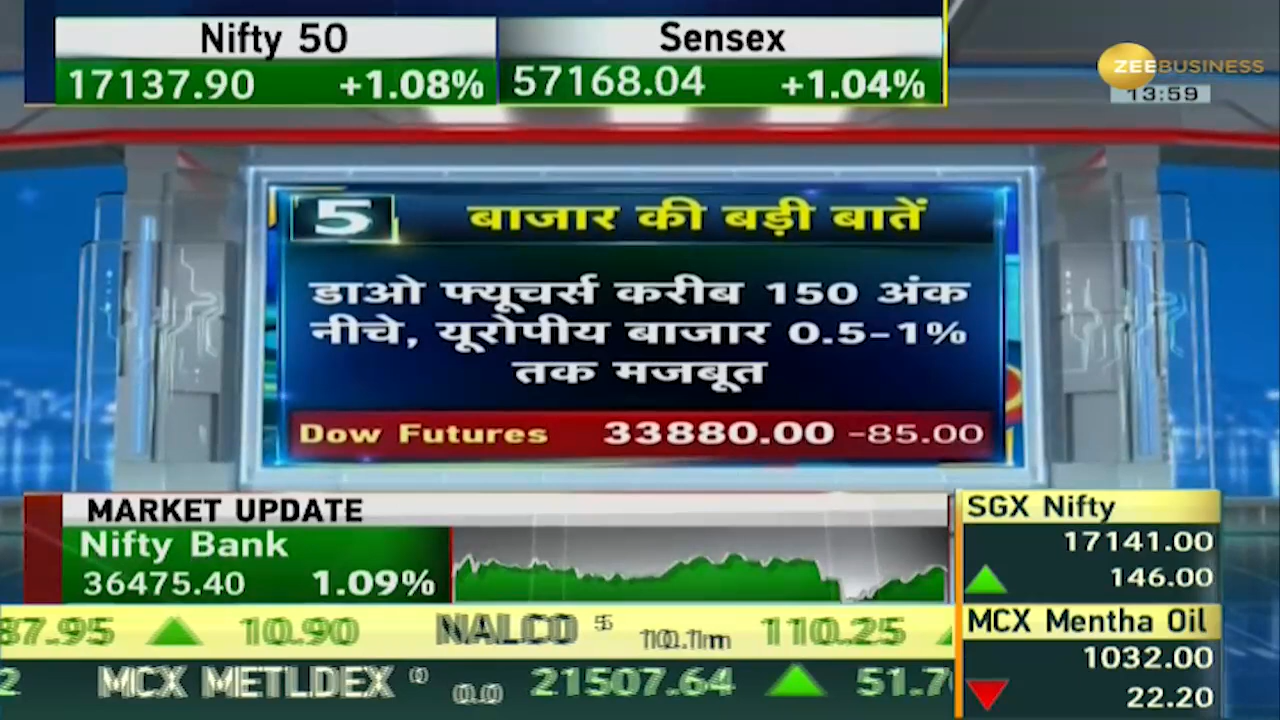 Nifty 50
17137.90 +1.08%
Sensex
57168.04 +1.04%
ZEEBUSINESS
13:59
5 बाजार की बड़ी बातें
डाओ फ्यूचर्स करीब 150 अंक
नीचे, यूरोपीय बाजार 0.5-1%
तक मजबूत
Dow Futures 33880.00 -85.00
MARKET UPDATE
Nifty Bank
36475.40 1.09%
SGX Nifty
17141.00
146.00
MCX Mentha Oil
1032.00
22.20
87.95 10.90 NALCO 110.25
MCX METLDEX 21507.64